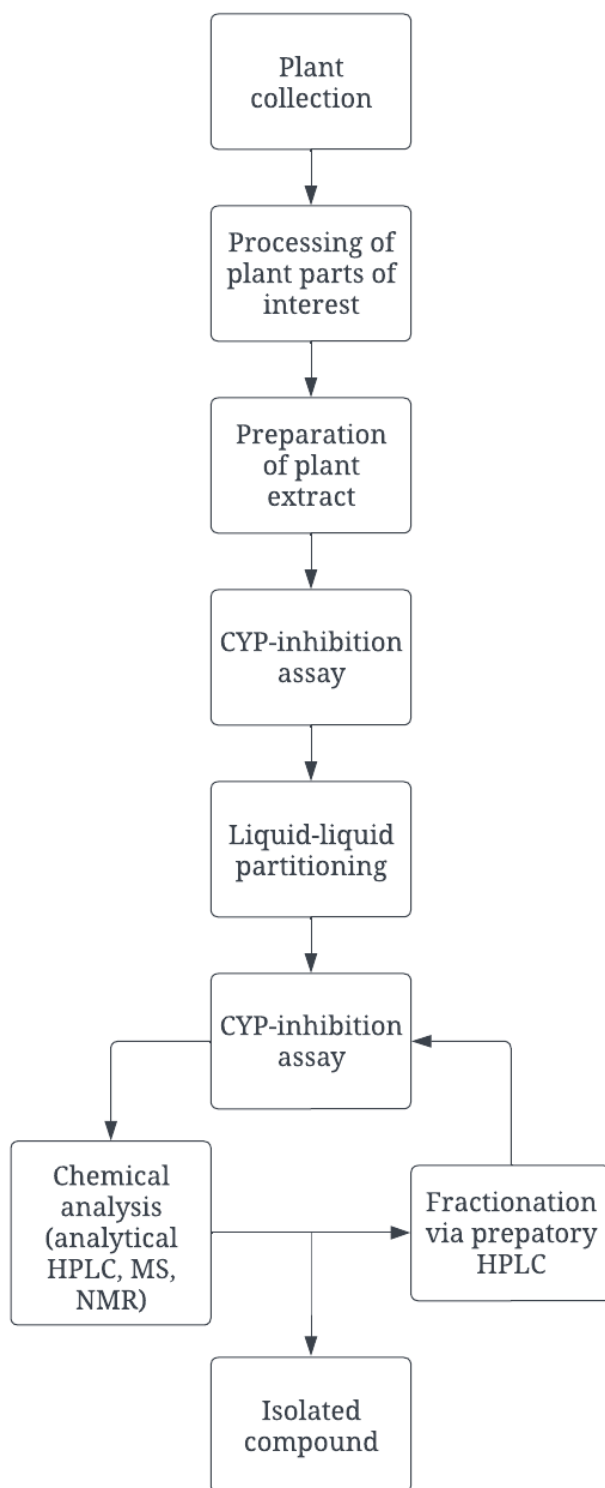 Plant
collection
Processing of
plant parts of
interest
Preparation
of plant
extract
CYP-inhibition
assay
Liquid-liquid
partitioning
CYP-inhibition
assay
Chemical
analysis
(analytical
HPLC, MS,
NMR)
Fractionation
via prepatory
HPLC
Isolated
compound